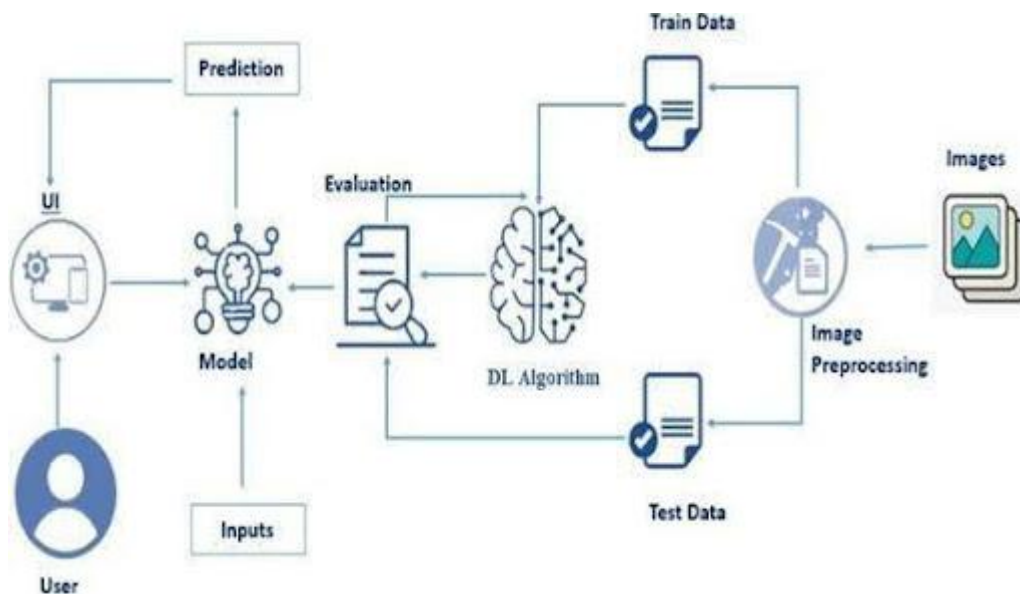 Train Data
Prediction
Images
Evaluation
UI
Image
Preprocessing
Model
DL Algorithm
Inputs
Test Data
User